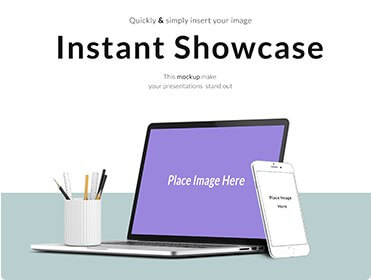 Quickly & simply insert your image
Instant Showcase
This mockup make
your presentations stand out
Place Image Here
Place Image
Here